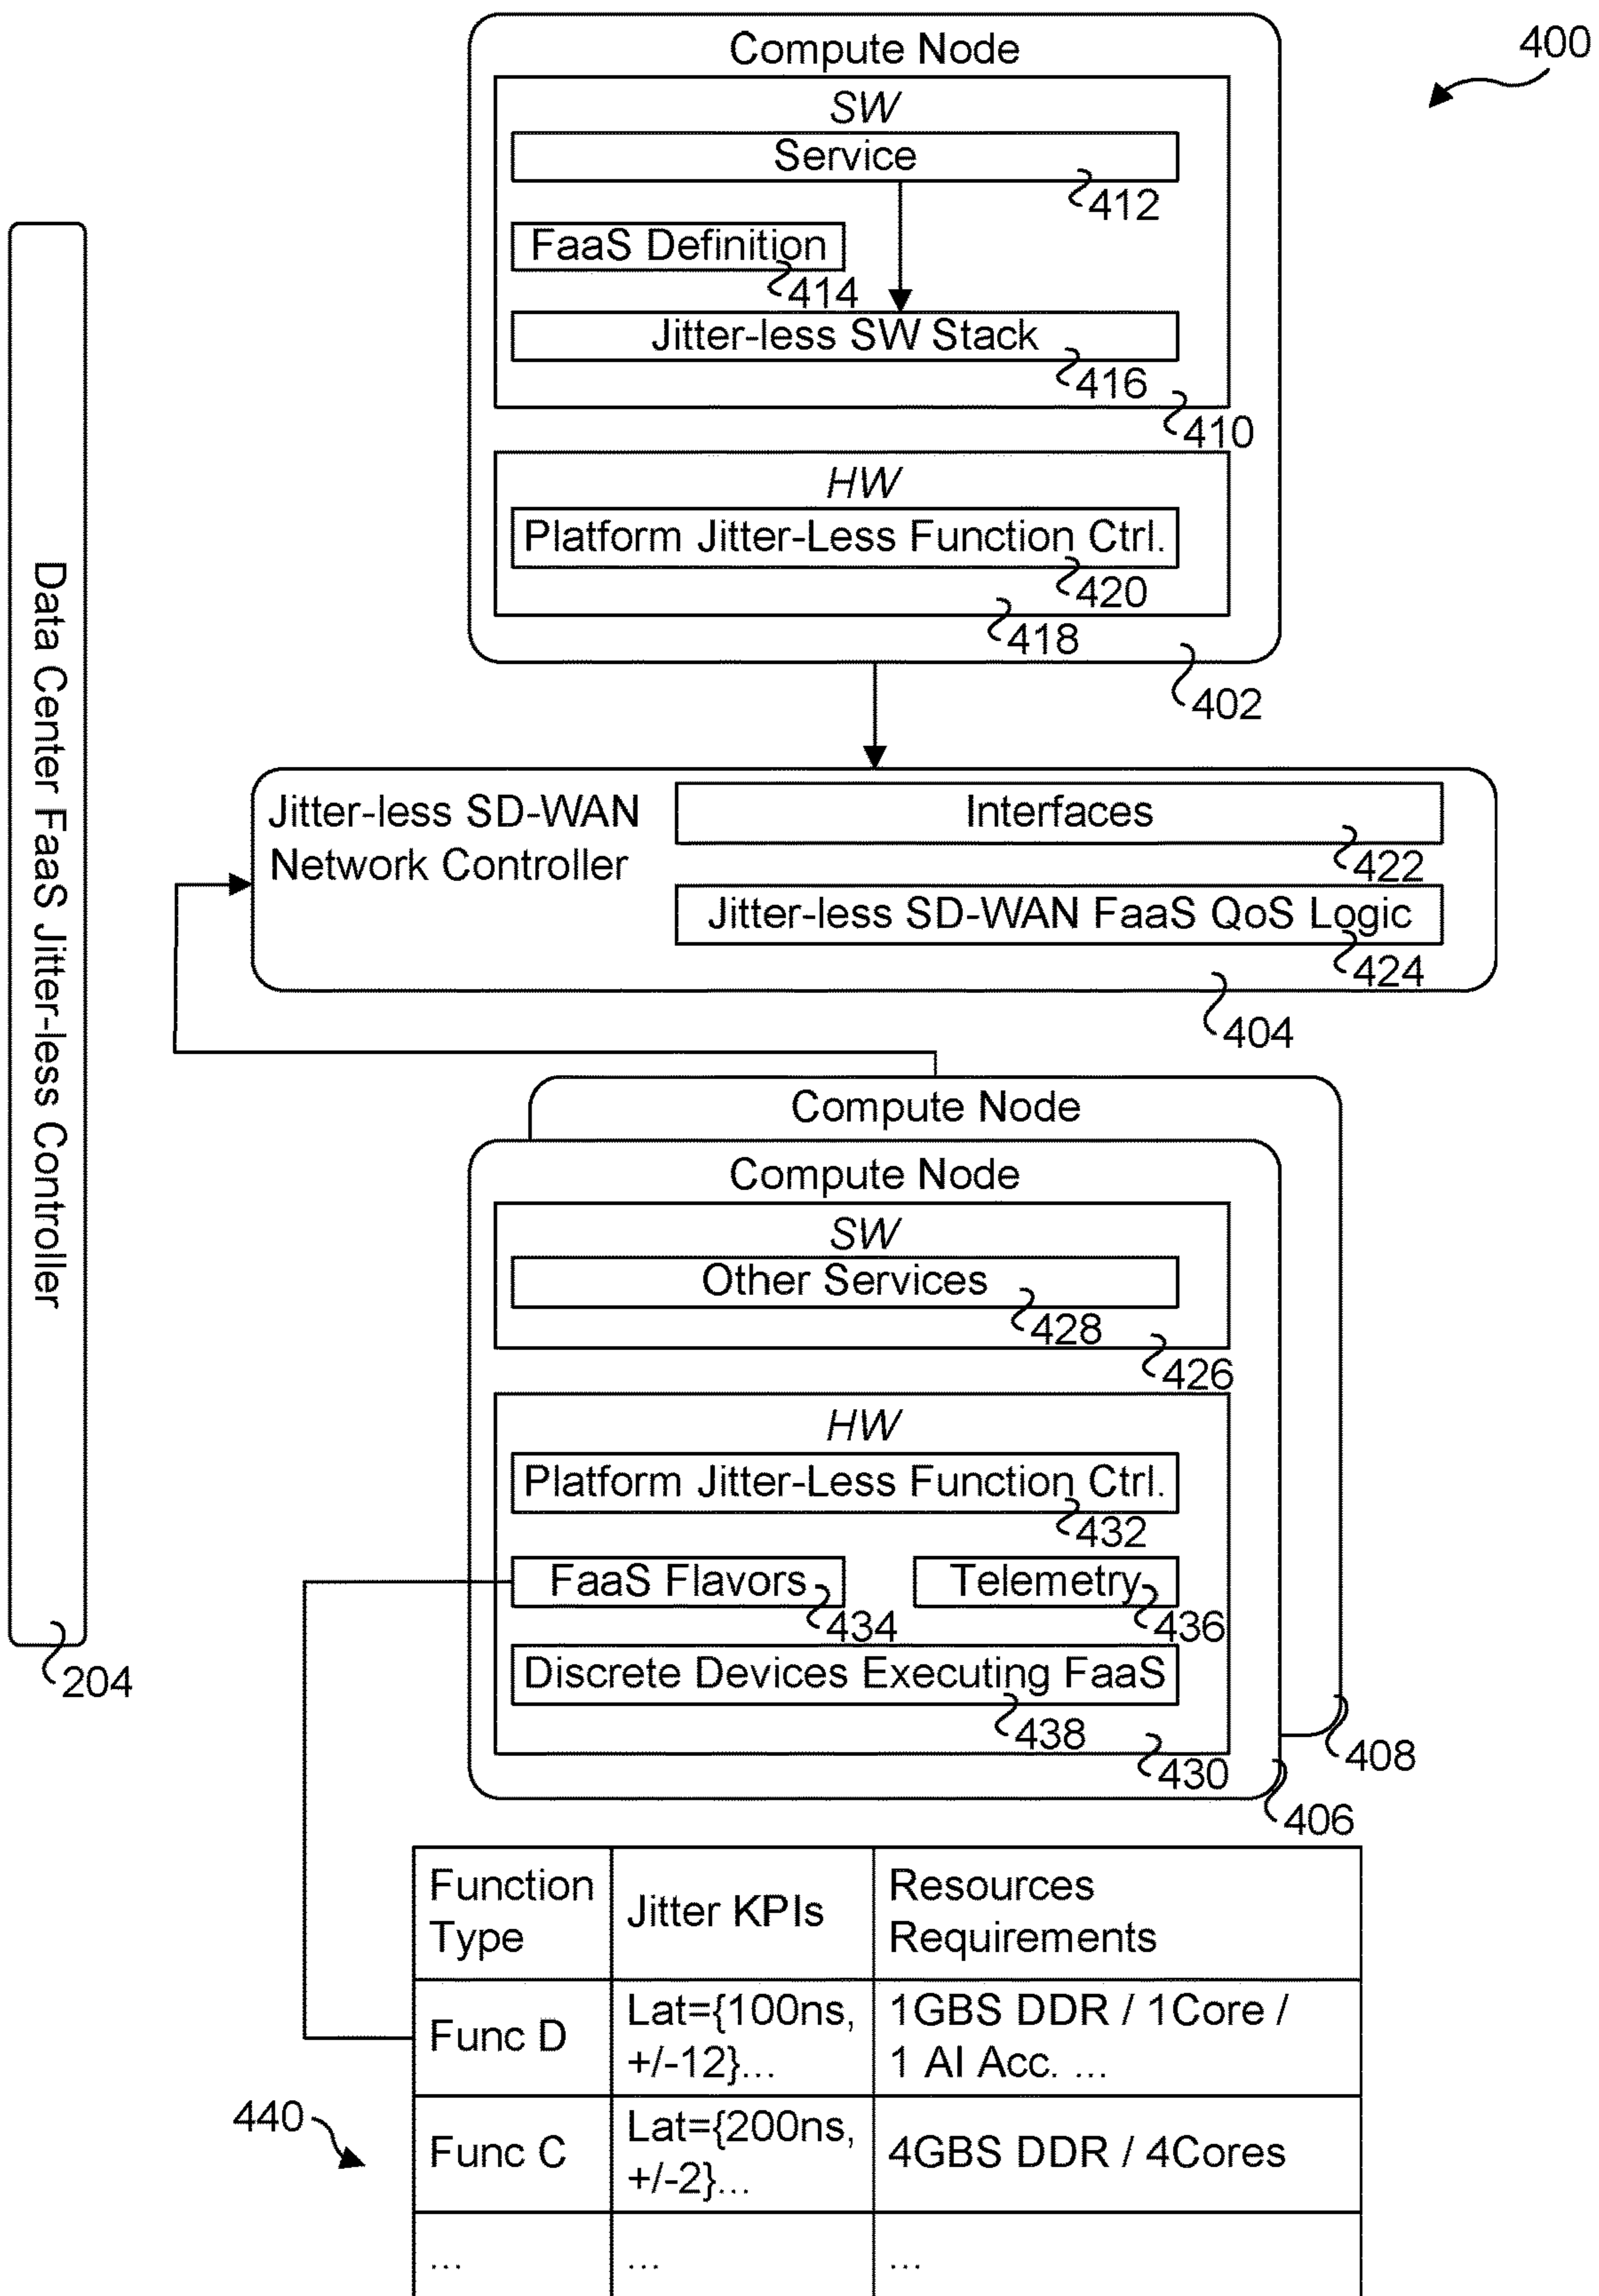 400
Compute Node
SW
Service
412
FaaS Definition
414
Jitter-less SW Stack
416
410
HW
Platform Jitter-Less Function Ctrl.
420
418
402
Data Center FaaS Jitter-less Controller
204
Jitter-less SD-WAN
Network Controller
Interfaces
422
Jitter-less SD-WAN FaaS QoS Logic
424
404
Compute Node
Compute Node
SW
Other Services
428
426
HW
Platform Jitter-Less Function Ctrl.
432
FaaS Flavors
434
Telemetry
436
Discrete Devices Executing FaaS
438
430
408
406
440
Function
Type
Jitter KPIs
Resources
Requirements
Func D
Lat={100ns,
+/-12}...
1GBS DDR / 1Core /
1 AI Acc. ...
Func C
Lat={200ns,
+/-2}...
4GBS DDR / 4Cores
...
...
...